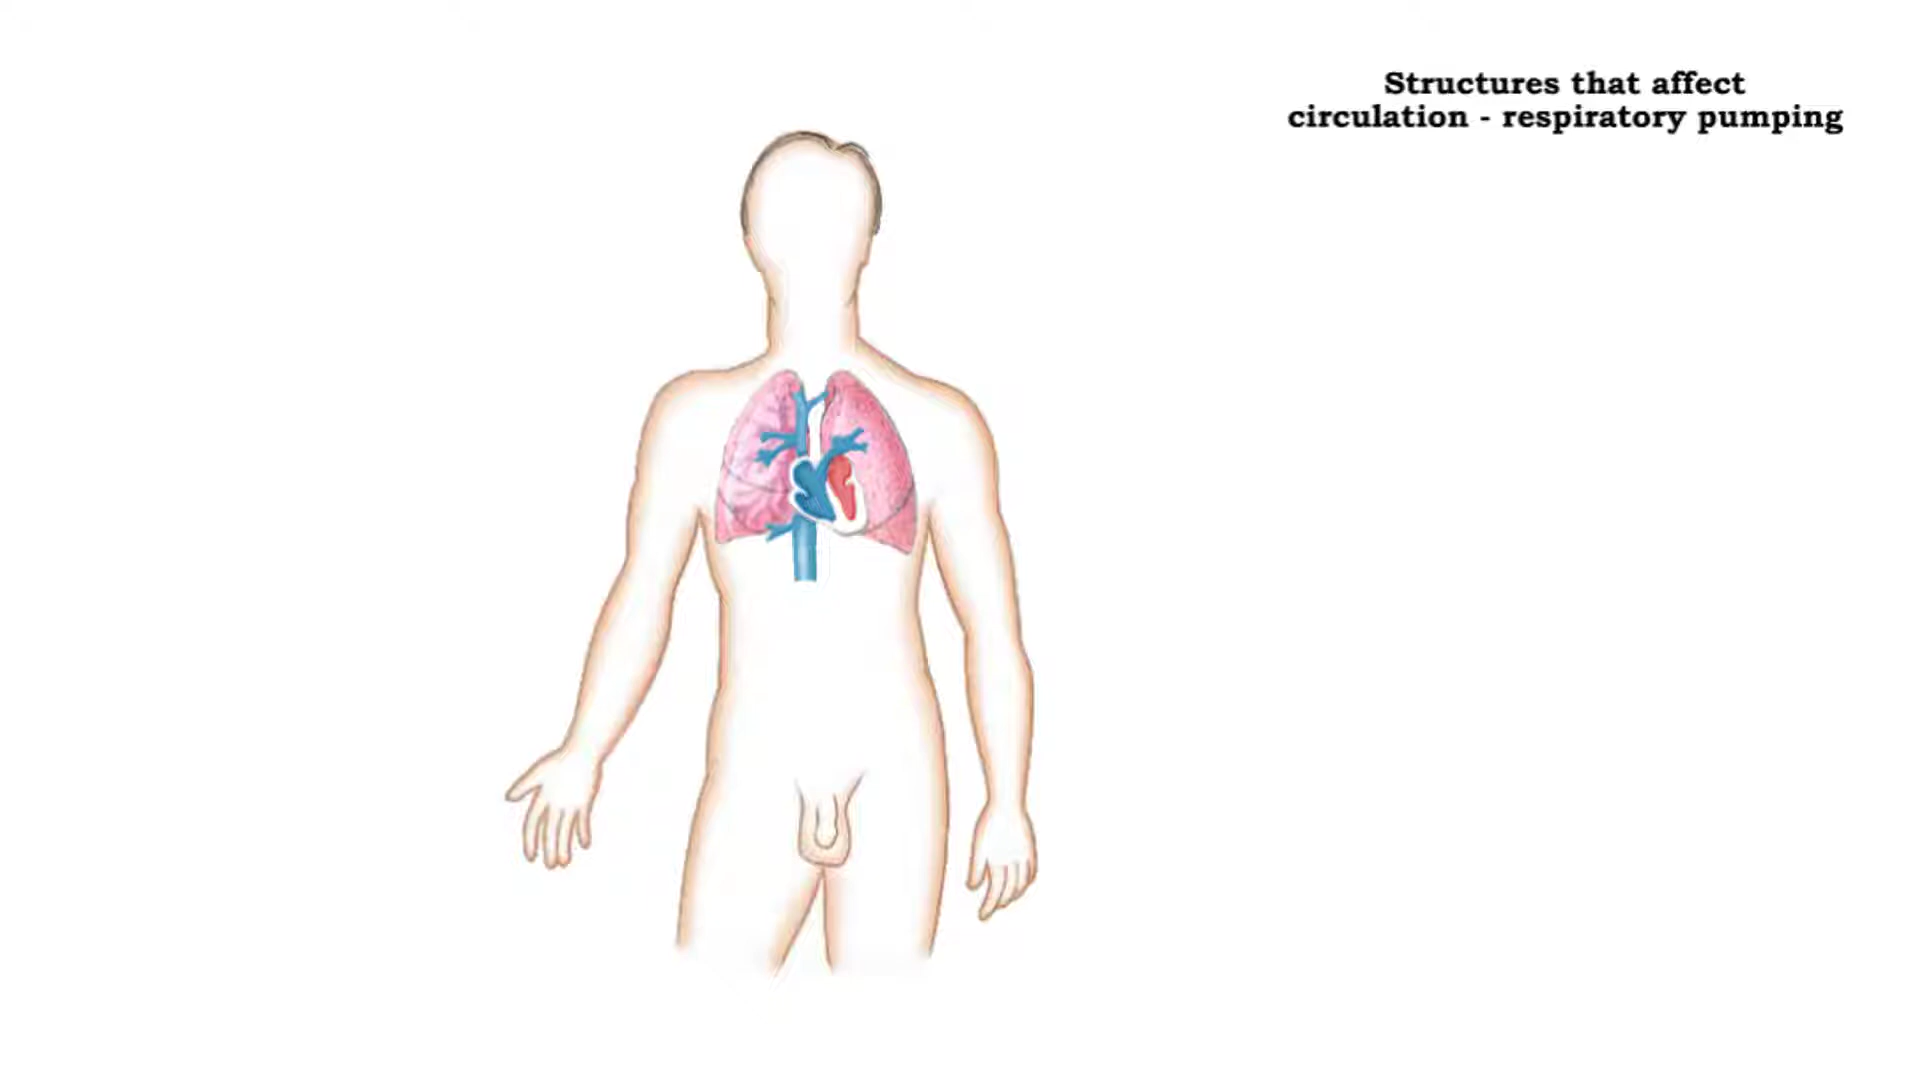 Structures that affect
circulation - respiratory pumping